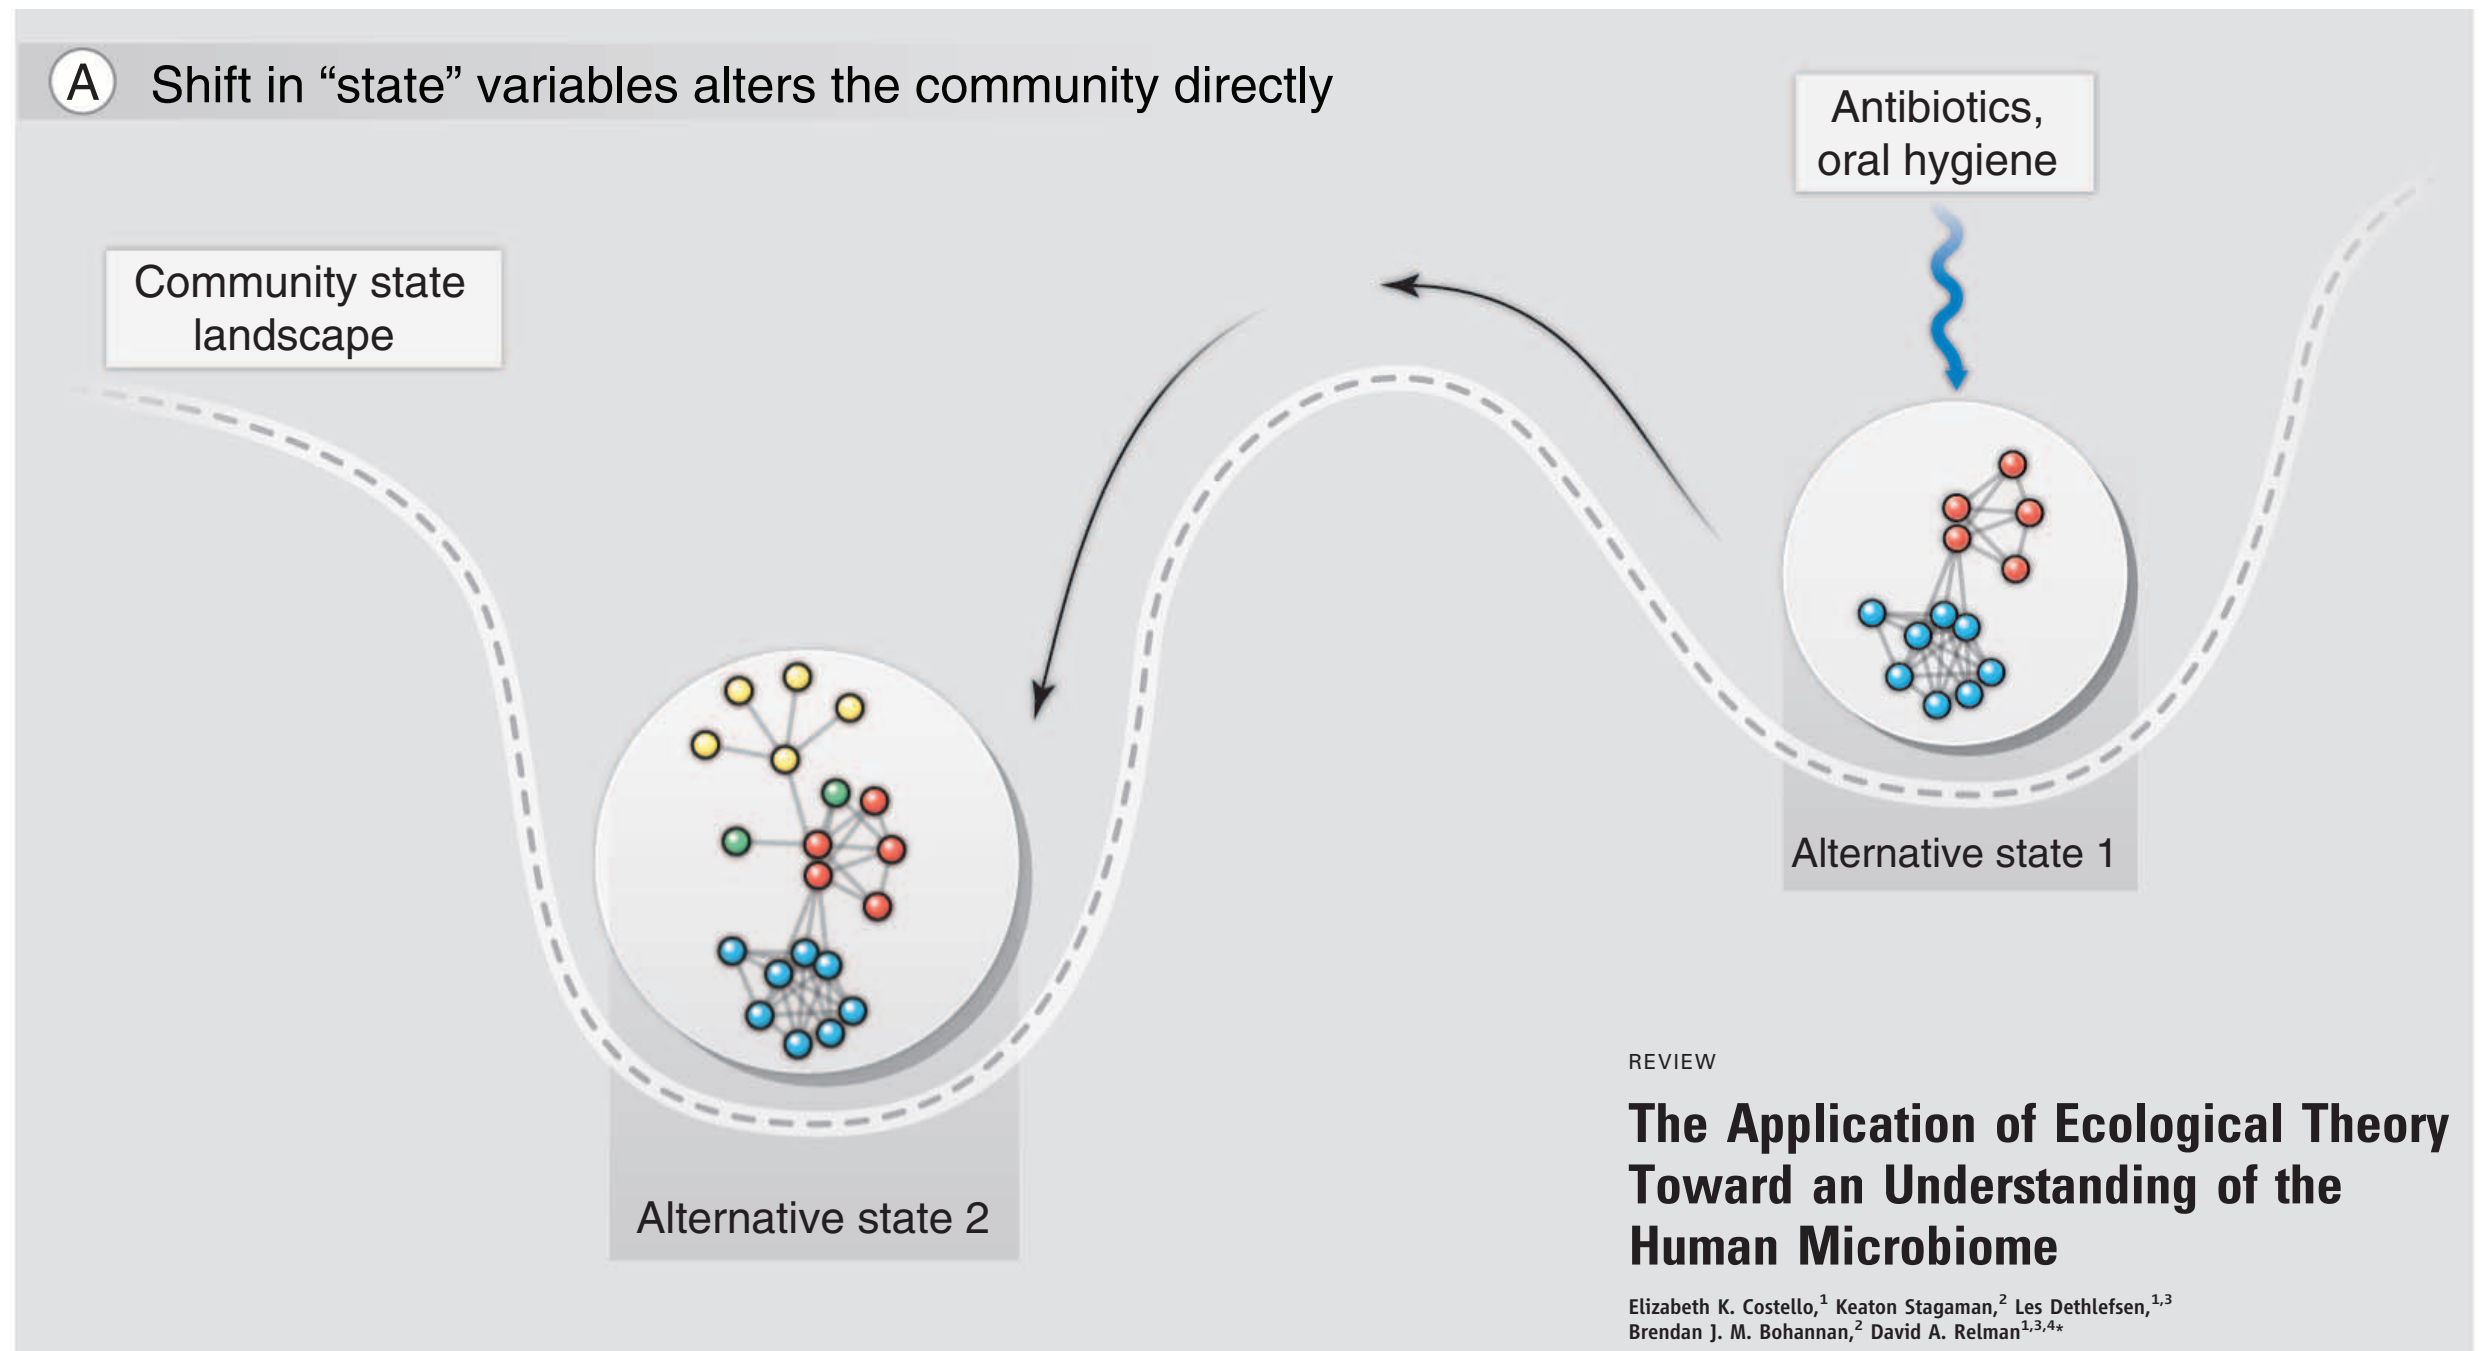 A Shift in “state” variables alters the community directly
Antibiotics,
oral hygiene
Community state
landscape
Alternative state 1
Alternative state 2
REVIEW
The Application of Ecological Theory
Toward an Understanding of the
Human Microbiome
Elizabeth K. Costello,1 Keaton Stagaman,2 Les Dethlefsen,1,3
Brendan J. M. Bohannan,2 David A. Relman1,3,4*